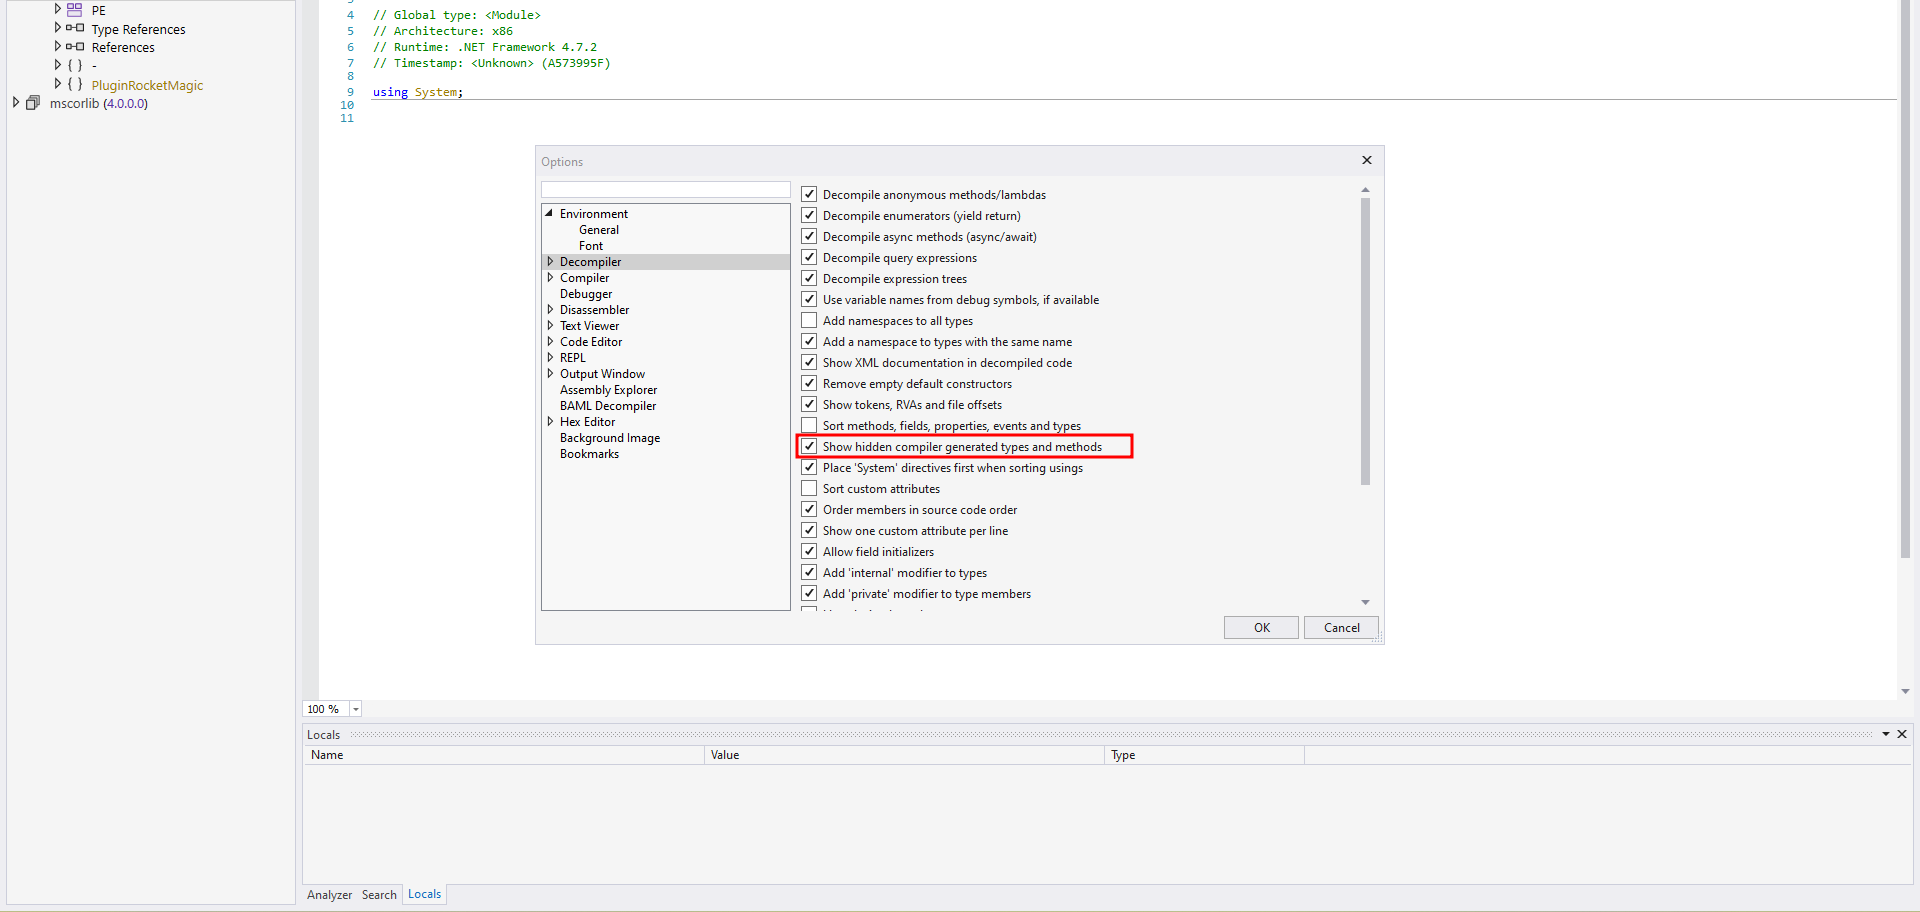 PE
Type References
References
{ } -
{ } PluginRocketMagic
mscorlib (4.0.0.0)
4 // Global type: <Module>
5 // Architecture: x86
6 // Runtime: .NET Framework 4.7.2
7 // Timestamp: <Unknown> (A573995F)
8
9 using System;
10
11
Options
Environment
General
Font
Decompiler
Compiler
Debugger
Disassembler
Text Viewer
Code Editor
REPL
Output Window
Assembly Explorer
BAML Decompiler
Hex Editor
Background Image
Bookmarks
Decompile anonymous methods/lambdas
Decompile enumerators (yield return)
Decompile async methods (async/await)
Decompile query expressions
Decompile expression trees
Use variable names from debug symbols, if available
Add namespaces to all types
Add a namespace to types with the same name
Show XML documentation in decompiled code
Remove empty default constructors
Show tokens, RVAs and file offsets
Sort methods, fields, properties, events and types
Show hidden compiler generated types and methods
Place 'System' directives first when sorting usings
Sort custom attributes
Order members in source code order
Show one custom attribute per line
Allow field initializers
Add 'internal' modifier to types
Add 'private' modifier to type members
OK Cancel
100 %
Locals
Name Value Type
Analyzer Search Locals